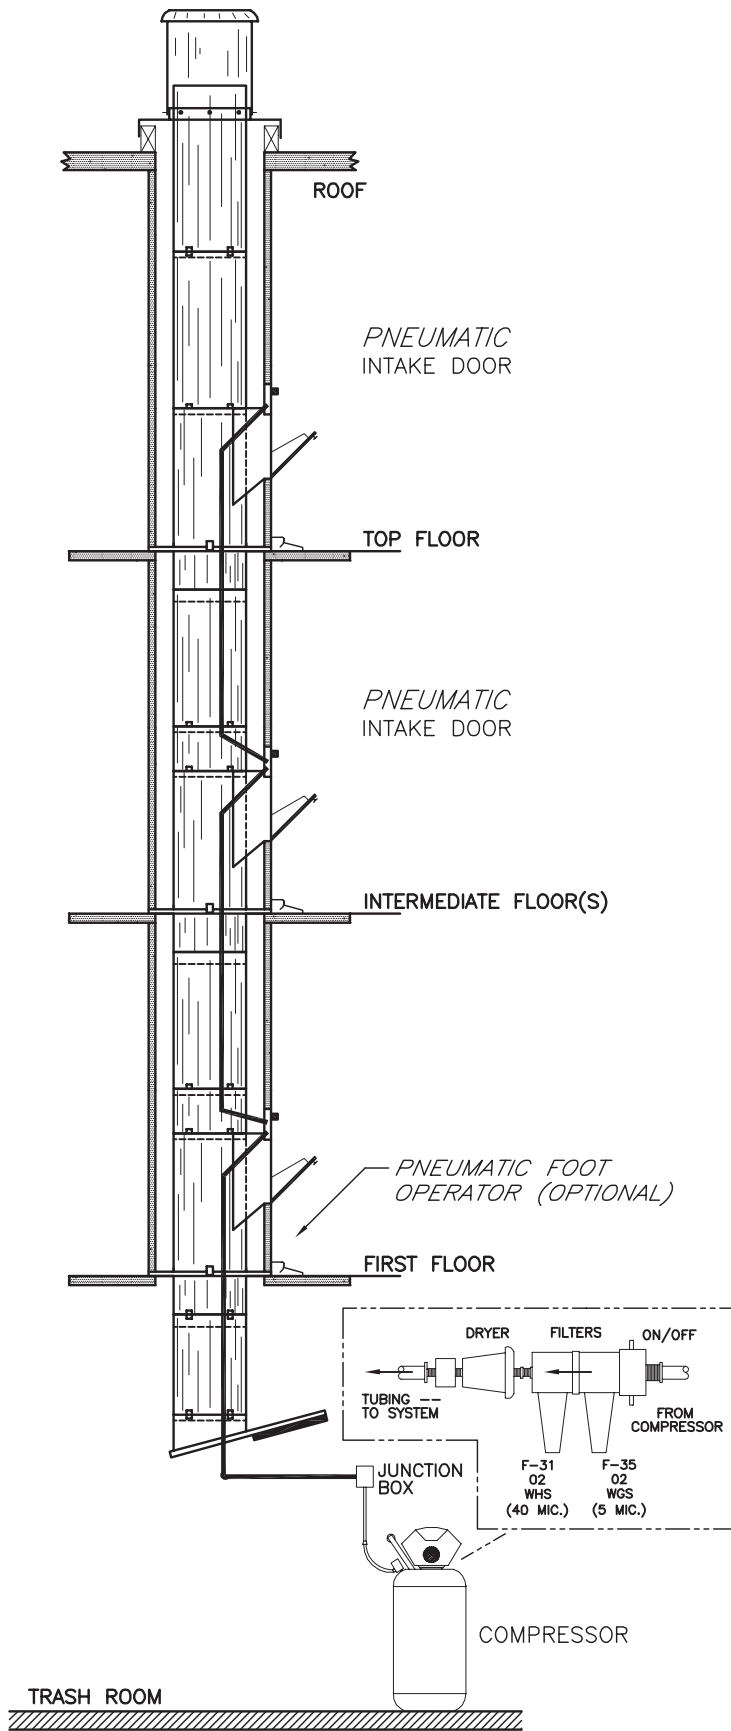 ROOF
PNEUMATIC
INTAKE DOOR
TOP FLOOR
PNEUMATIC
INTAKE DOOR
INTERMEDIATE FLOOR(S)
PNEUMATIC FOOT
OPERATOR (OPTIONAL)
FIRST FLOOR
DRYER
FILTERS
ON/OFF
TUBING
TO SYSTEM
FROM
COMPRESSOR
F-31
02
WHS
(40 MIC.)
F-35
02
WGS
(5 MIC.)
JUNCTION
BOX
COMPRESSOR
TRASH ROOM